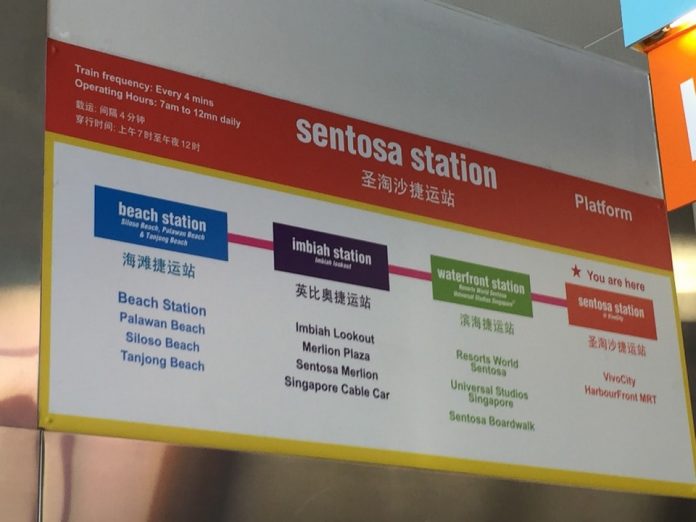 Train frequency: Every 4 mins
Operating Hours: 7am to 12mn daily
载运: 间隔 4 分钟
穿行时间: 上午 7 时至午夜 12 时
sentosa station
圣淘沙捷运站
Platform
beach station
Siloso Beach, Palawan Beach
& Tanjong Beach
海滩捷运站
Beach Station
Palawan Beach
Siloso Beach
Tanjong Beach
imbiah station
Imbiah lookout
英比奥捷运站
Imbiah Lookout
Merlion Plaza
Sentosa Merlion
Singapore Cable Car
waterfront station
Resorts World Sentosa
Universal Studios Singapore
滨海捷运站
Resorts World
Sentosa
Universal Studios
Singapore
Sentosa Boardwalk
★ You are here
sentosa station
@ VivoCity
圣淘沙捷运站
VivoCity
HarbourFront MRT